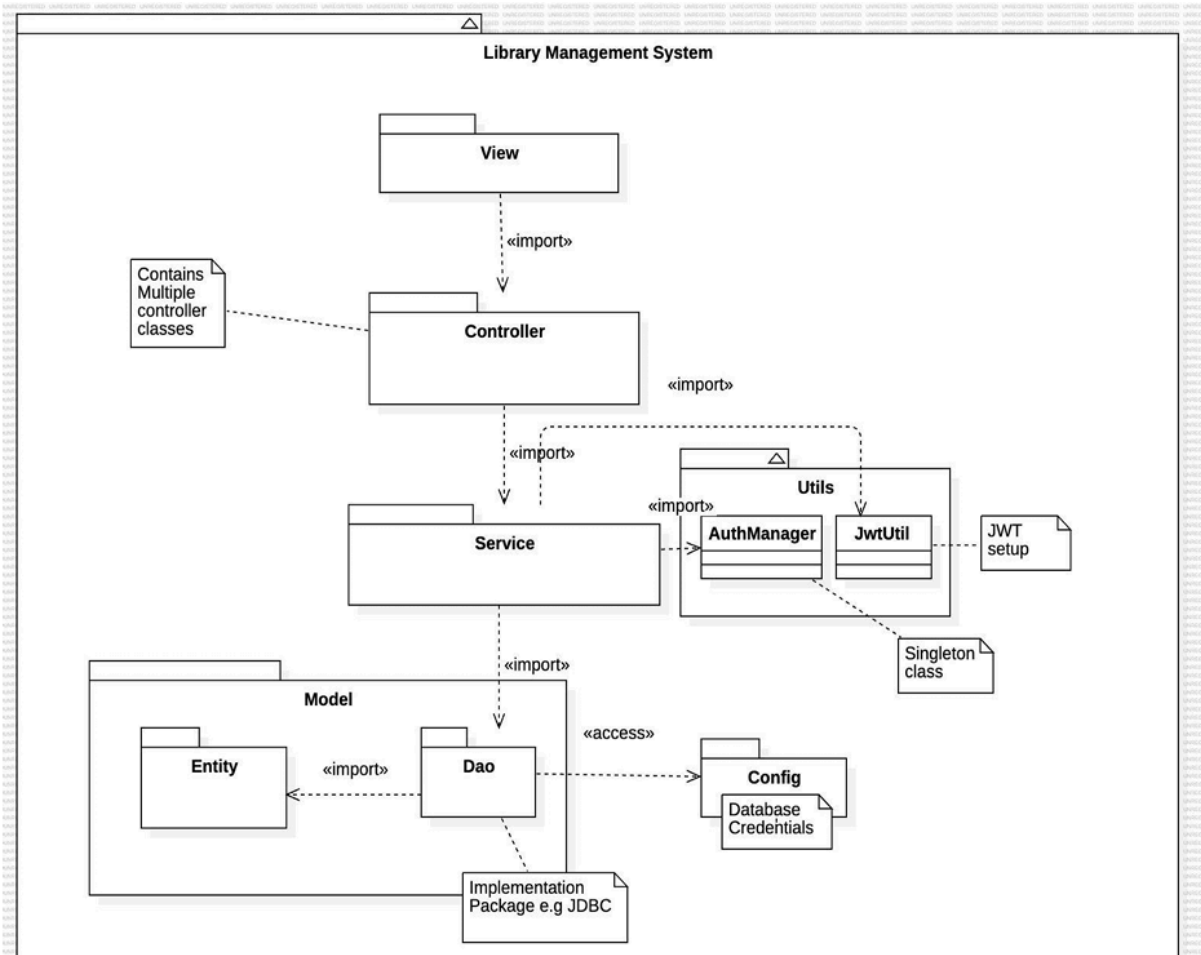 Library Management System
View
«import»
Contains
Multiple
controller
classes
Controller
«import»
«import»
Utils
«import»
Service
AuthManager
JwtUtil
JWT
setup
Singleton
class
«import»
Model
«access»
Entity
«import»
Dao
Config
Database
Credentials
Implementation
Package e.g JDBC